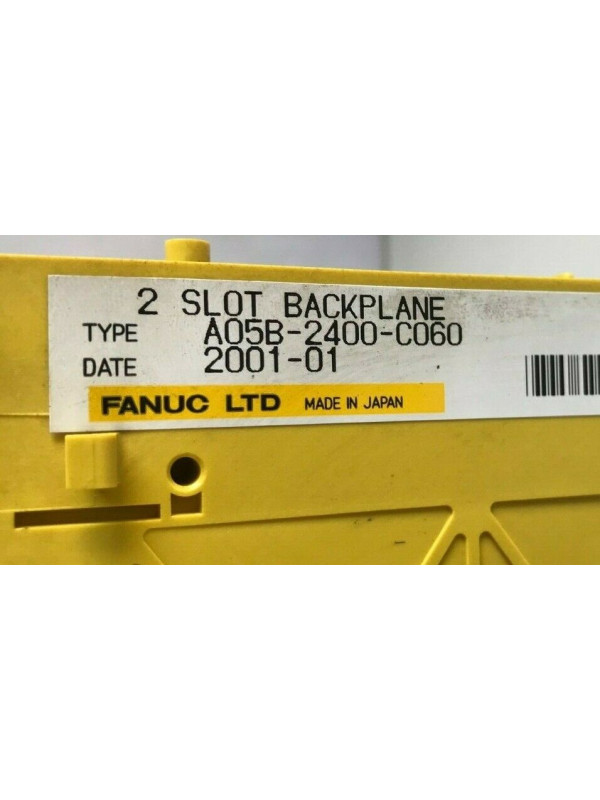 2 SLOT BACKPLANE
TYPE A05B-2400-C060
DATE 2001-01
FANUC LTD MADE IN JAPAN